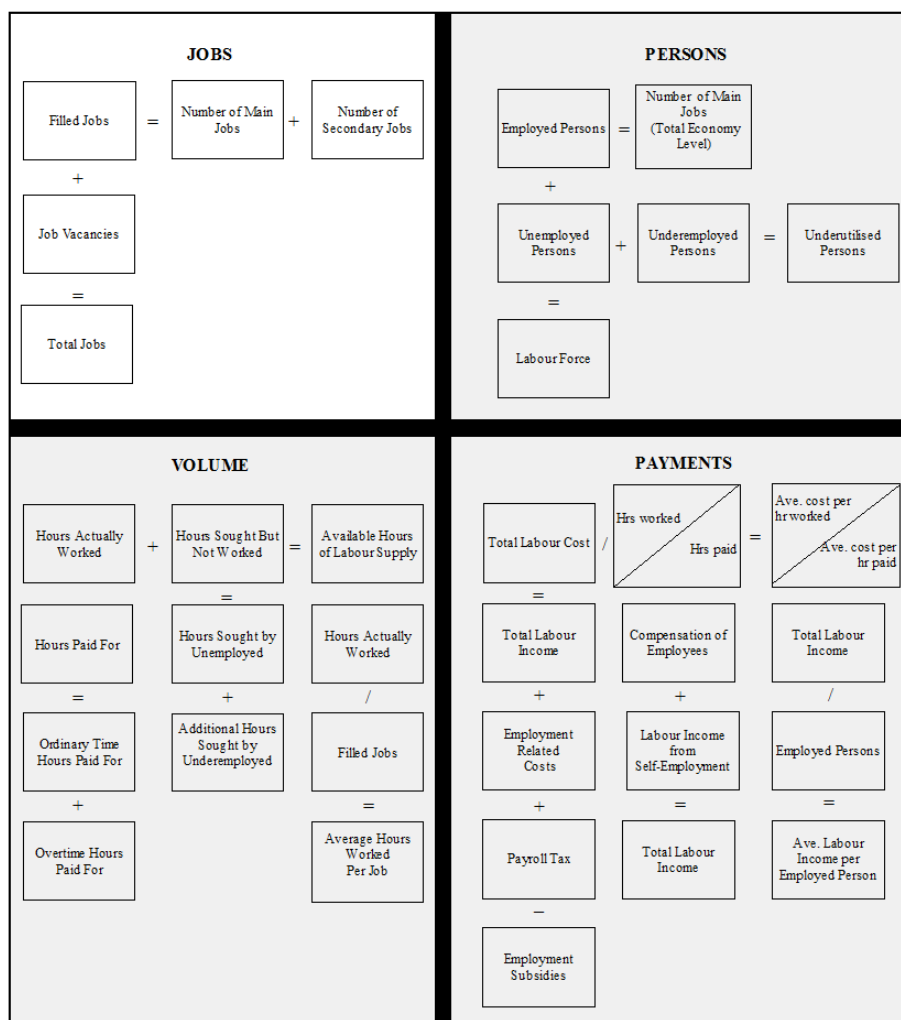 JOBS
Filled Jobs
=
Number of Main
Jobs
+
Number of
Secondary Jobs
+
Job Vacancies
=
Total Jobs
PERSONS
Employed Persons
=
Number of Main
Jobs
(Total Economy
Level)
+
Unemployed
Persons
+
Underemployed
Persons
=
Underutilised
Persons
=
Labour Force
VOLUME
Hours Actually
Worked
+
Hours Sought But
Not Worked
=
Available Hours
of Labour Supply
=
Hours Paid For
Hours Sought by
Unemployed
Hours Actually
Worked
=
+
/
Ordinary Time
Hours Paid For
Additional Hours
Sought by
Underemployed
Filled Jobs
+
=
Overtime Hours
Paid For
Average Hours
Worked
Per Job
PAYMENTS
Total Labour Cost
/
Hrs worked
Hrs paid
=
Ave. cost per
hr worked
Ave. cost per
hr paid
=
Total Labour
Income
Compensation of
Employees
Total Labour
Income
+
+
/
Employment
Related
Costs
Labour Income
from
Self-Employment
Employed Persons
+
=
=
Payroll Tax
Total Labour
Income
Ave. Labour
Income per
Employed Person
−
Employment
Subsidies